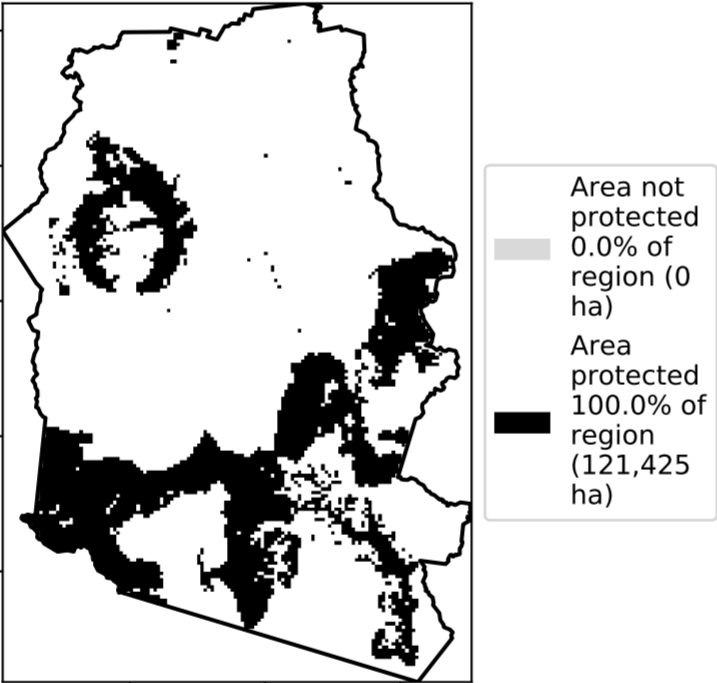 Area not
protected
0.0% of
region (0
ha)
Area
protected
100.0% of
region
(121,425
ha)